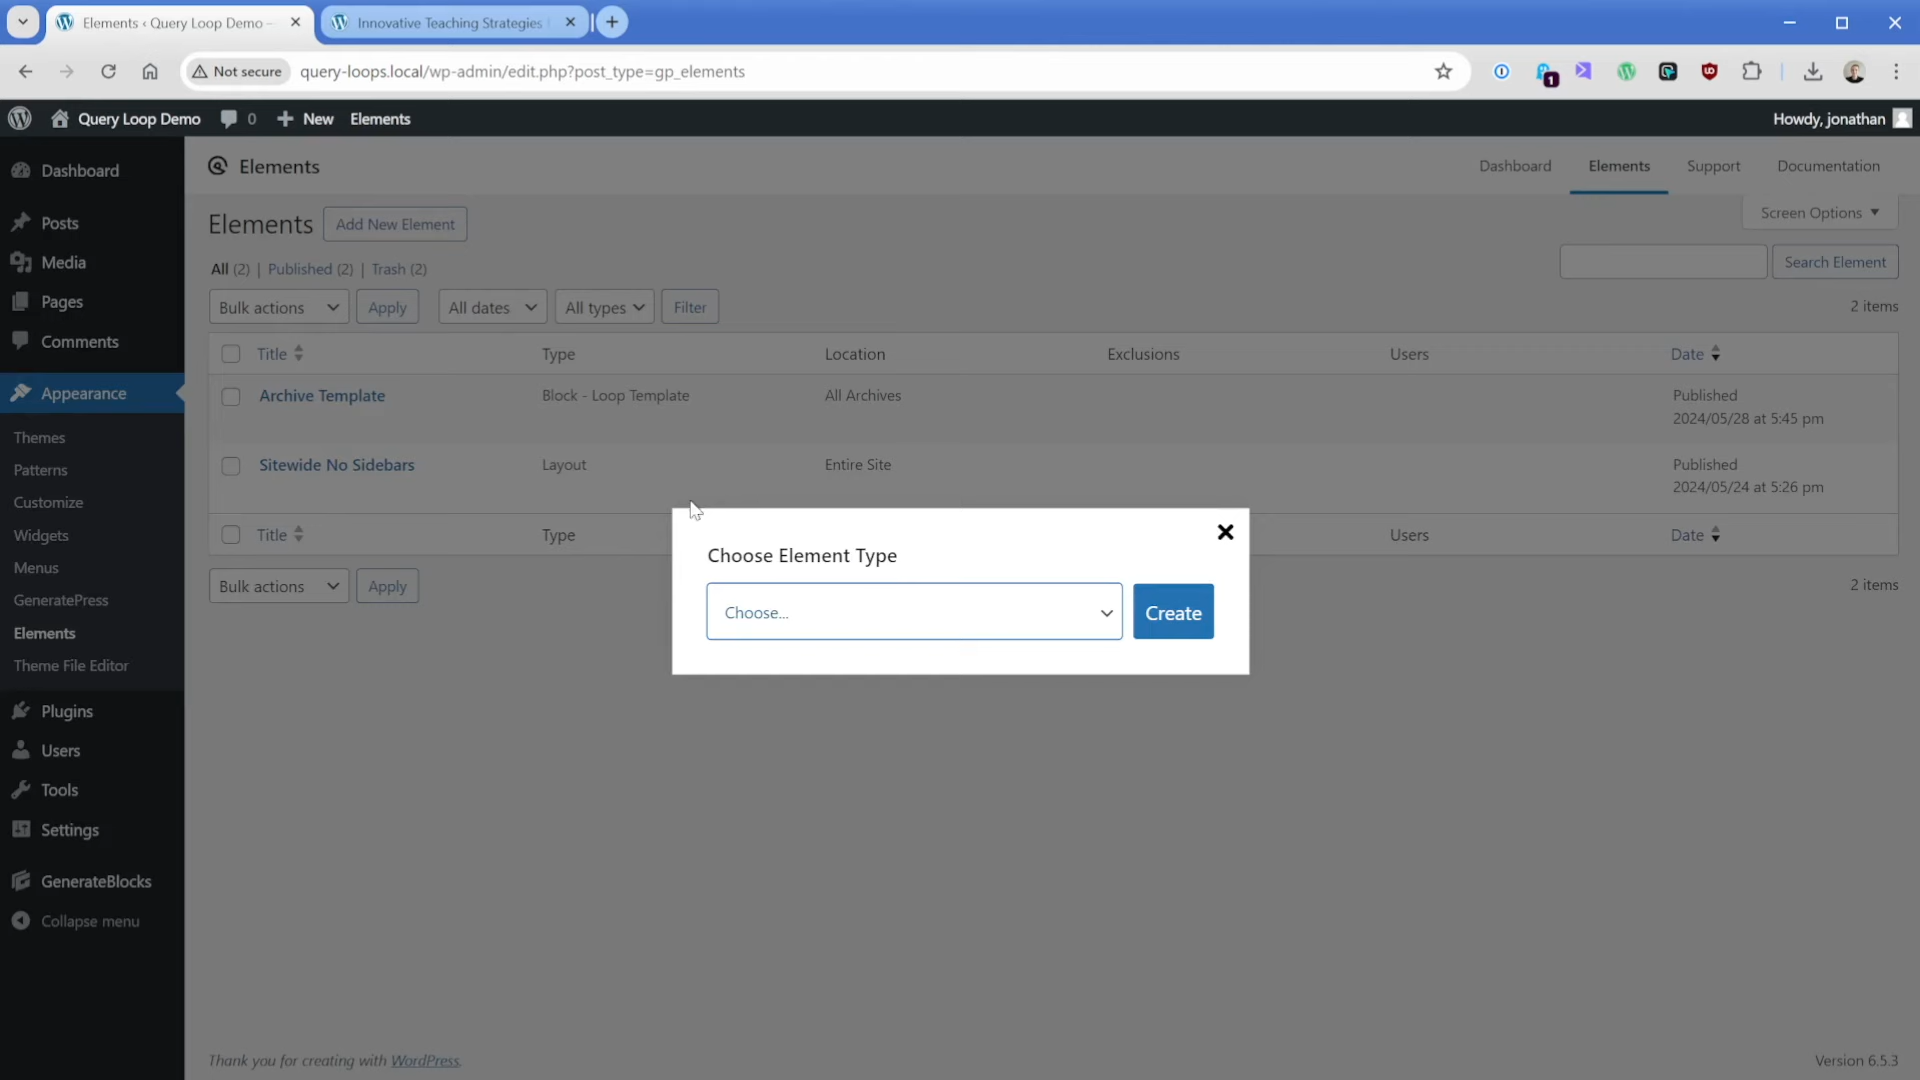 Elements ‹ Query Loop Demo –
Innovative Teaching Strategies
Not secure
query-loops.local/wp-admin/edit.php?post_type=gp_elements
1
Query Loop Demo
0
New
Elements
Howdy, jonathan
Dashboard
Posts
Media
Pages
Comments
Appearance
Themes
Patterns
Customize
Widgets
Menus
GeneratePress
Elements
Theme File Editor
Plugins
Users
Tools
Settings
GenerateBlocks
Collapse menu
Elements
Dashboard
Elements
Support
Documentation
Elements
Add New Element
Screen Options ▼
All (2) | Published (2) | Trash (2)
Search Element
Bulk actions
Apply
All dates
All types
Filter
2 items
Title Type Location Exclusions Users Date
Archive Template Block - Loop Template All Archives Published
2024/05/28 at 5:45 pm
Sitewide No Sidebars Layout Entire Site Published
2024/05/24 at 5:26 pm
Title Type Users Date
Bulk actions
Apply
2 items
Choose Element Type
Choose...
Create
Thank you for creating with WordPress.
Version 6.5.3